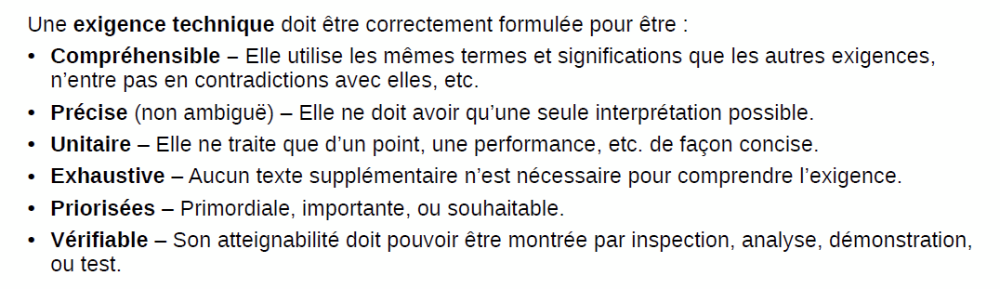 Une exigence technique doit être correctement formulée pour être :
• Compréhensible – Elle utilise les mêmes termes et significations que les autres exigences,
n’entre pas en contradictions avec elles, etc.
• Précise (non ambiguë) – Elle ne doit avoir qu’une seule interprétation possible.
• Unitaire – Elle ne traite que d’un point, une performance, etc. de façon concise.
• Exhaustive – Aucun texte supplémentaire n’est nécessaire pour comprendre l’exigence.
• Priorisées – Primordiale, importante, ou souhaitable.
• Vérifiable – Son atteignabilité doit pouvoir être montrée par inspection, analyse, démonstration,
ou test.